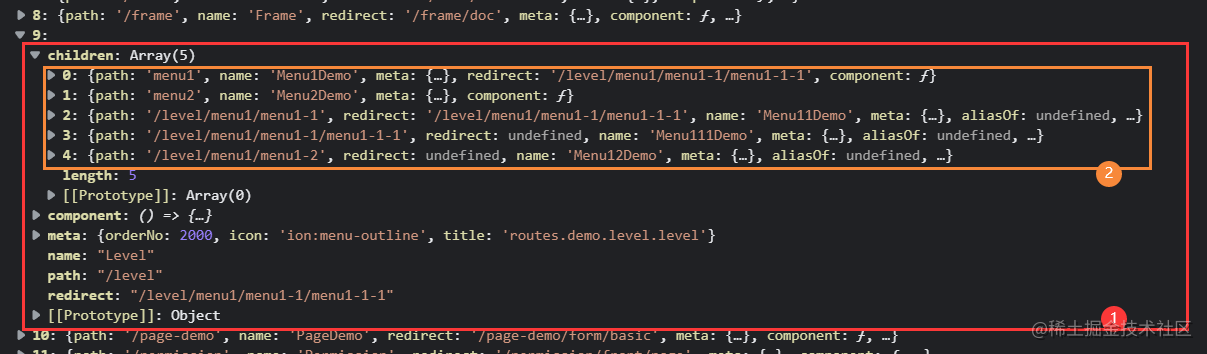 8: {path: '/frame', name: 'Frame', redirect: '/frame/doc', meta: {…}, component: ƒ, …}
9:
children: Array(5)
0: {path: 'menu1', name: 'Menu1Demo', meta: {…}, redirect: '/level/menu1/menu1-1/menu1-1-1', component: ƒ}
1: {path: 'menu2', name: 'Menu2Demo', meta: {…}, component: ƒ}
2: {path: '/level/menu1/menu1-1', redirect: '/level/menu1/menu1-1/menu1-1-1', name: 'Menu11Demo', meta: {…}, aliasOf: undefined, …}
3: {path: '/level/menu1/menu1-1/menu1-1-1', redirect: undefined, name: 'Menu111Demo', meta: {…}, aliasOf: undefined, …}
4: {path: '/level/menu1/menu1-2', redirect: undefined, name: 'Menu12Demo', meta: {…}, aliasOf: undefined, …}
2
length: 5
[[Prototype]]: Array(0)
component: () => {…}
meta: {orderNo: 2000, icon: 'ion:menu-outline', title: 'routes.demo.level.level'}
name: "Level"
path: "/level"
redirect: "/level/menu1/menu1-1/menu1-1-1"
[[Prototype]]: Object
1
10: {path: '/page-demo', name: 'PageDemo', redirect: '/page-demo/form/basic', meta: {…}, component: ƒ, …}
@稀土掘金技术社区